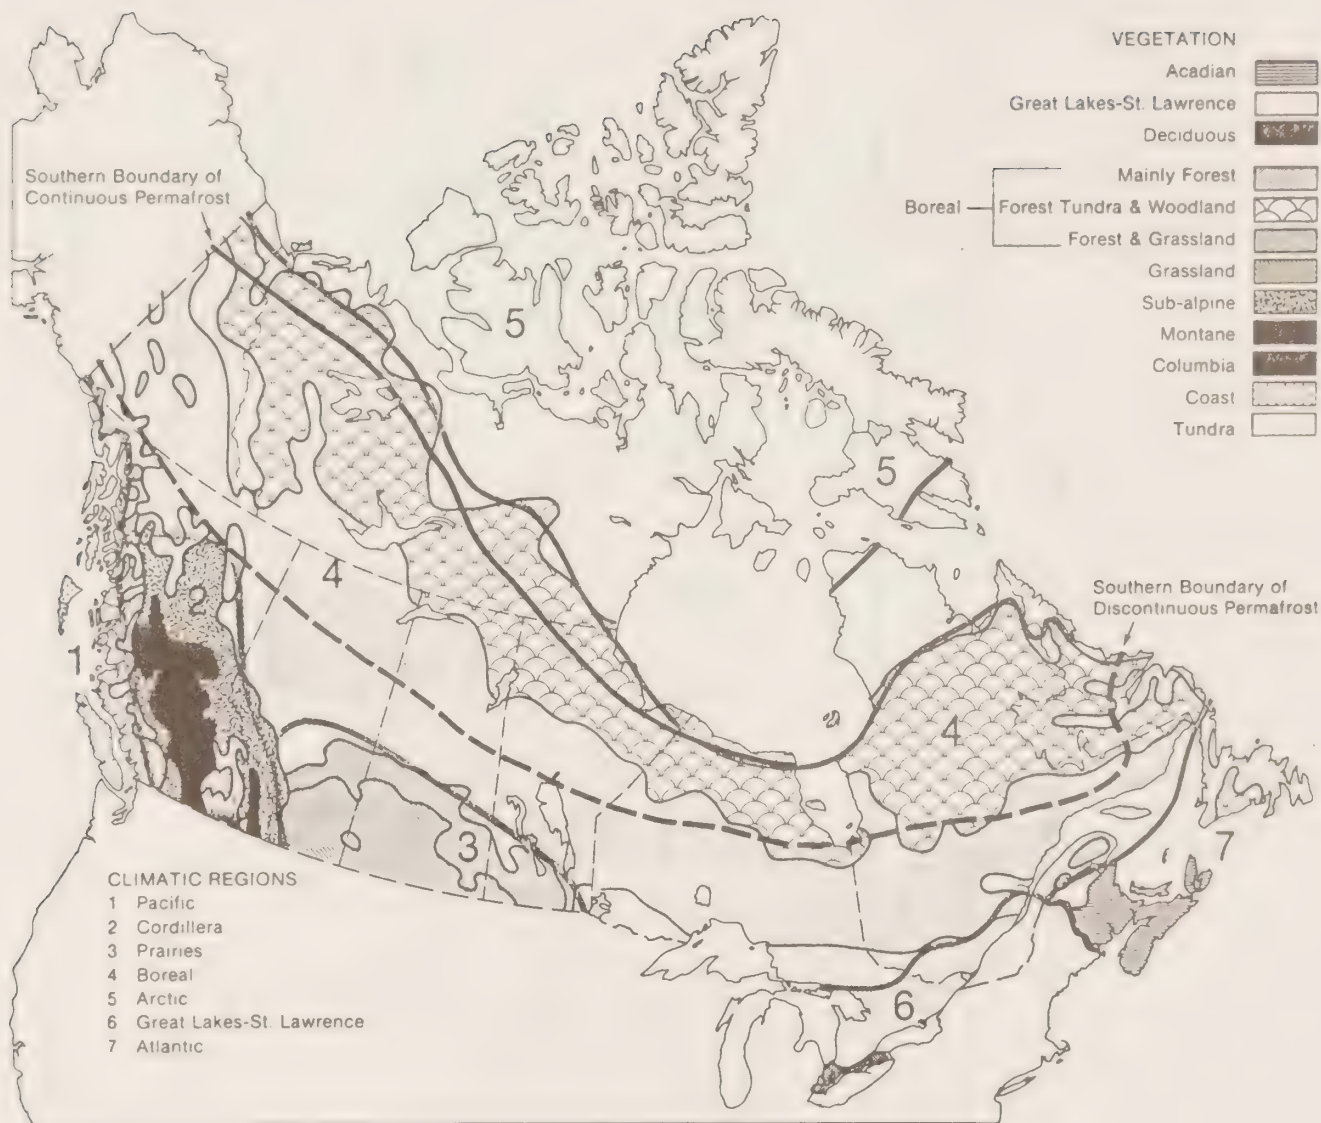 VEGETATION
Acadian
Great Lakes-St. Lawrence
Deciduous
Mainly Forest
Boreal
Forest Tundra & Woodland
Forest & Grassland
Grassland
Sub-alpine
Montane
Columbia
Coast
Tundra
Southern Boundary of
Continuous Permafrost
5
5
Southern Boundary of
Discontinuous Permafrost
4
2
1
4
3
7
6
CLIMATIC REGIONS
1 Pacific
2 Cordillera
3 Prairies
4 Boreal
5 Arctic
6 Great Lakes-St. Lawrence
7 Atlantic